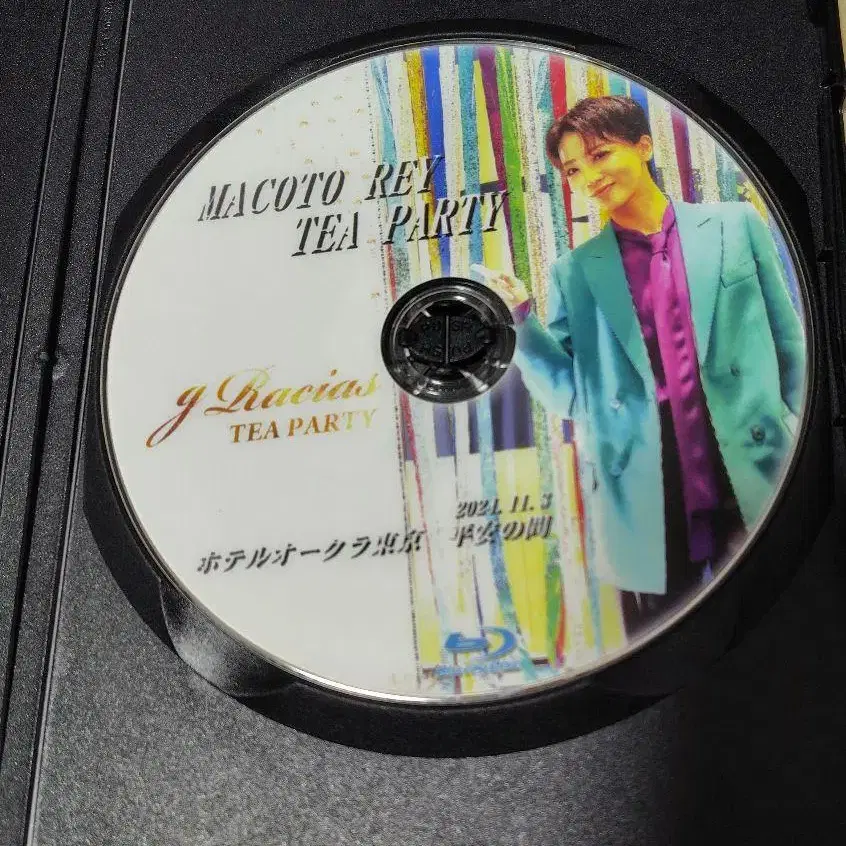 MACOTO REY
TEA PARTY
gRacias
TEA PARTY
2024.11.3
ホテルオークラ東京 平安の間